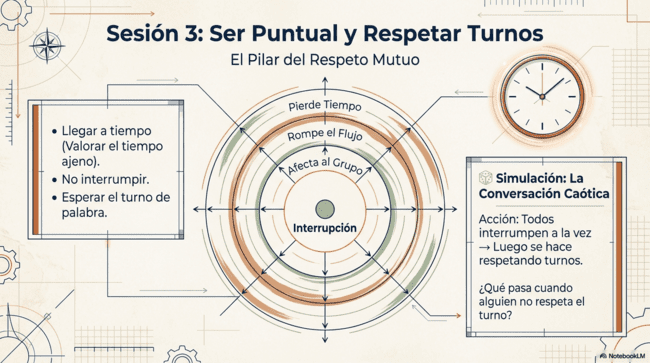 Sesión 3: Ser Puntual y Respetar Turnos
El Pilar del Respeto Mutuo
• Llegar a tiempo
(Valorar el tiempo
ajeno).
• No interrumpir.
• Esperar el turno de
palabra.
Pierde Tiempo
Rompe el Flujo
Afecta al Grupo
Interrupción
Simulación: La
Conversación Caótica
Acción: Todos
interrumpen a la vez
→ Luego se hace
respetando turnos.
¿Qué pasa cuando
alguien no respeta el
turno?
NotebookLM